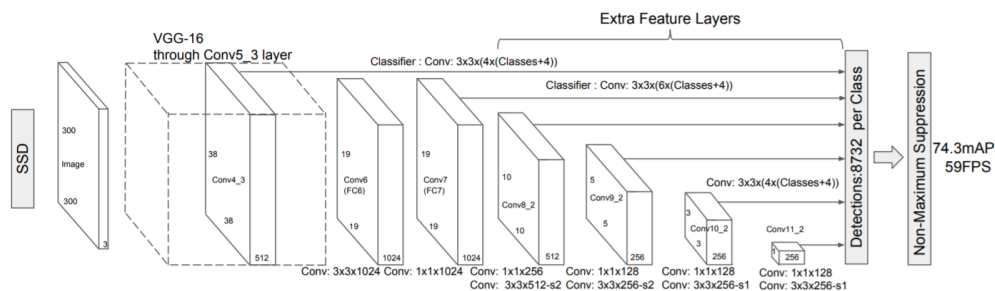 Extra Feature Layers
VGG-16
through Conv5_3 layer
Classifier : Conv: 3x3x(4x(Classes+4))
Classifier : Conv: 3x3x(6x(Classes+4))
SSD
300
Image
300
3
38
Conv4_3
38
512
19
Conv6
(FC6)
19
1024
19
Conv7
(FC7)
19
1024
10
Conv8_2
10
512
5
Conv9_2
5
256
Conv: 3x3x(4x(Classes+4))
3
Conv10_2
3
256
Conv11_2
1
256
Detections:8732 per Class
Non-Maximum Suppression
74.3mAP
59FPS
Conv: 3x3x1024
Conv: 1x1x1024
Conv: 1x1x256
Conv: 3x3x512-s2
Conv: 1x1x128
Conv: 3x3x256-s2
Conv: 1x1x128
Conv: 3x3x256-s1
Conv: 1x1x128
Conv: 3x3x256-s1